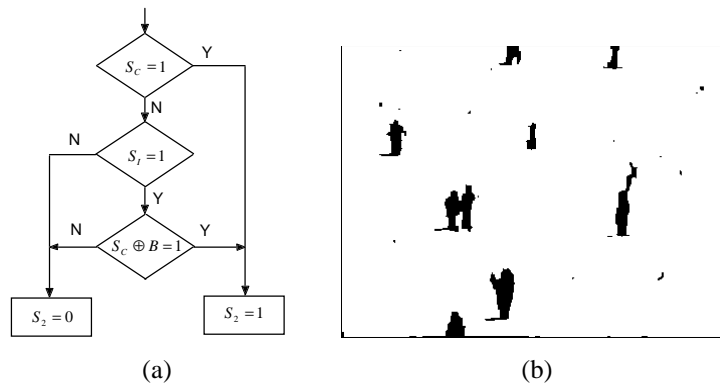 S_C = 1
Y
N
N
S_I = 1
Y
N
S_C ⊕ B = 1
Y
S_2 = 0
S_2 = 1
(a)
(b)